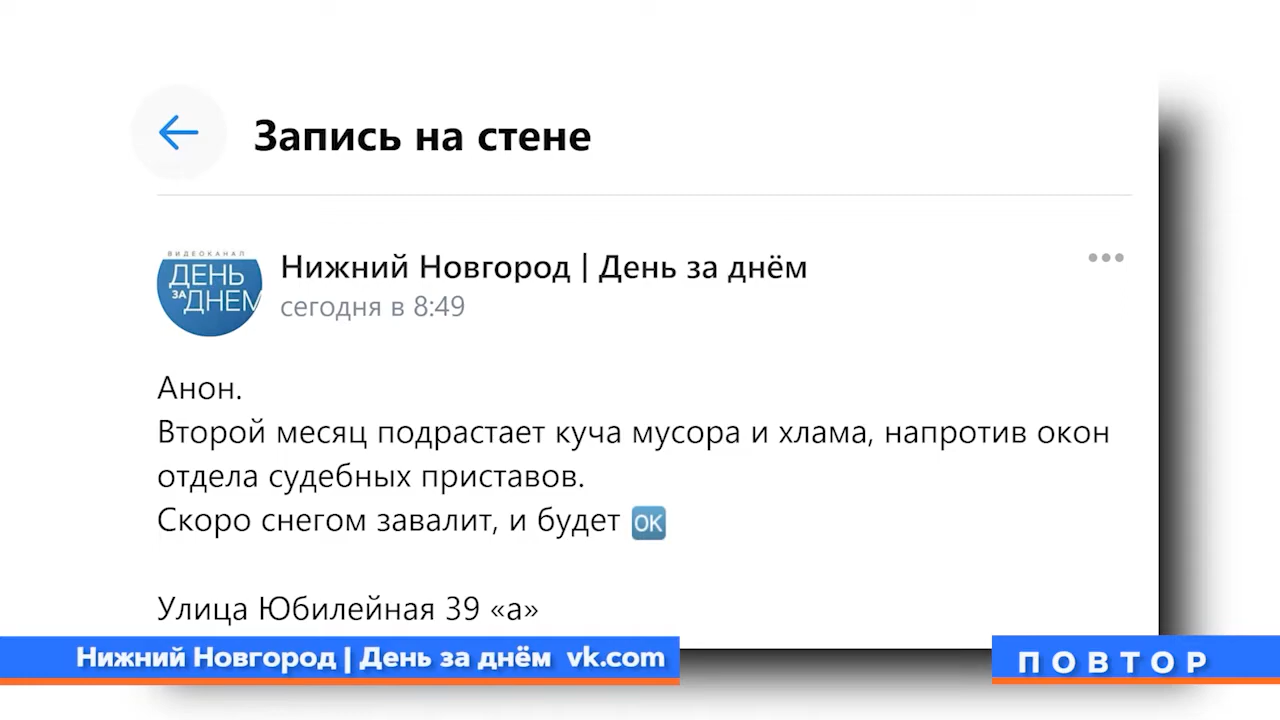 Запись на стене
ВИДЕОКАНАЛ
ДЕНЬ
ЗА ДНЕМ
Нижний Новгород | День за днём
сегодня в 8:49
Анон.
Второй месяц подрастает куча мусора и хлама, напротив окон
отдела судебных приставов.
Скоро снегом завалит, и будет 🆗
Улица Юбилейная 39 «а»
Нижний Новгород | День за днём vk.com
ПОВТОР